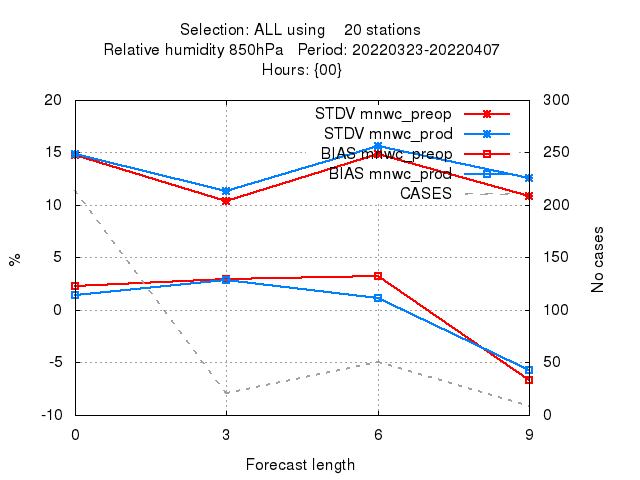 Selection: ALL using 20 stations
Relative humidity 850hPa Period: 20220323-20220407
Hours: {00}
20 300
STDV mnwc_preop
STDV mnwc_prod
15 250
BIAS mnwc_preop
BIAS mnwc_prod
CASES
10 200
5 150
%
No cases
0 100
-5 50
-10 0
0 3 6 9
Forecast length